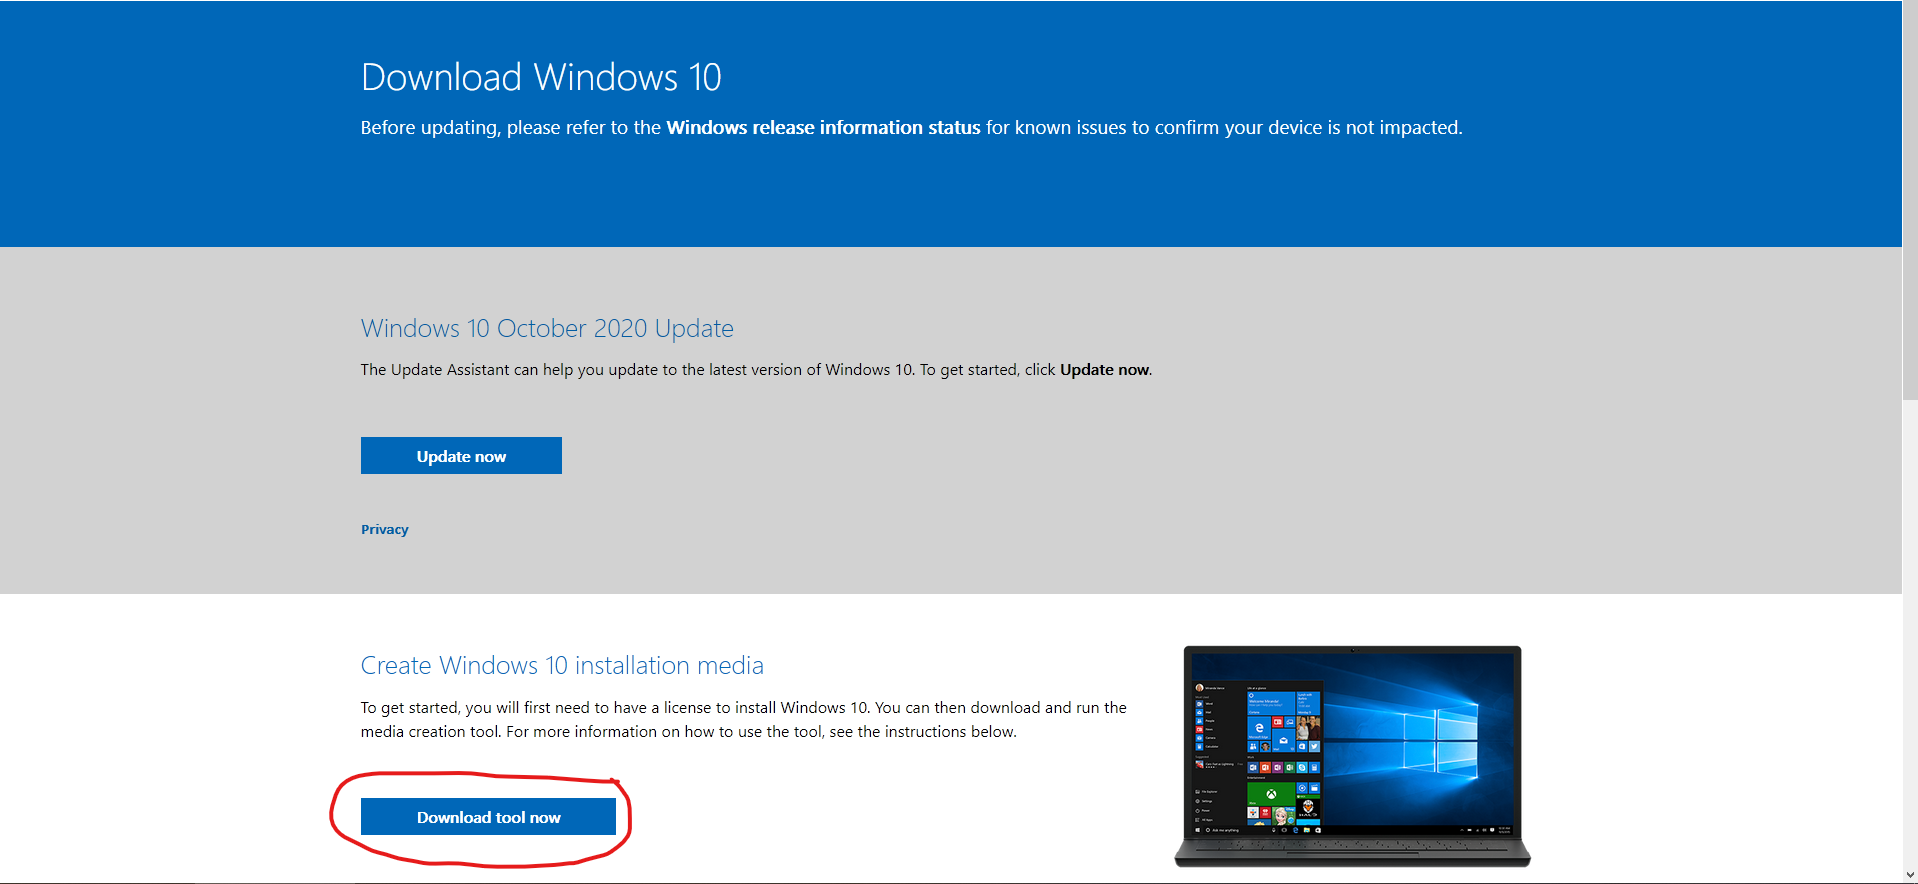 Download Windows 10
Before updating, please refer to the Windows release information status for known issues to confirm your device is not impacted.
Windows 10 October 2020 Update
The Update Assistant can help you update to the latest version of Windows 10. To get started, click Update now.
Update now
Privacy
Create Windows 10 installation media
To get started, you will first need to have a license to install Windows 10. You can then download and run the
media creation tool. For more information on how to use the tool, see the instructions below.
Download tool now